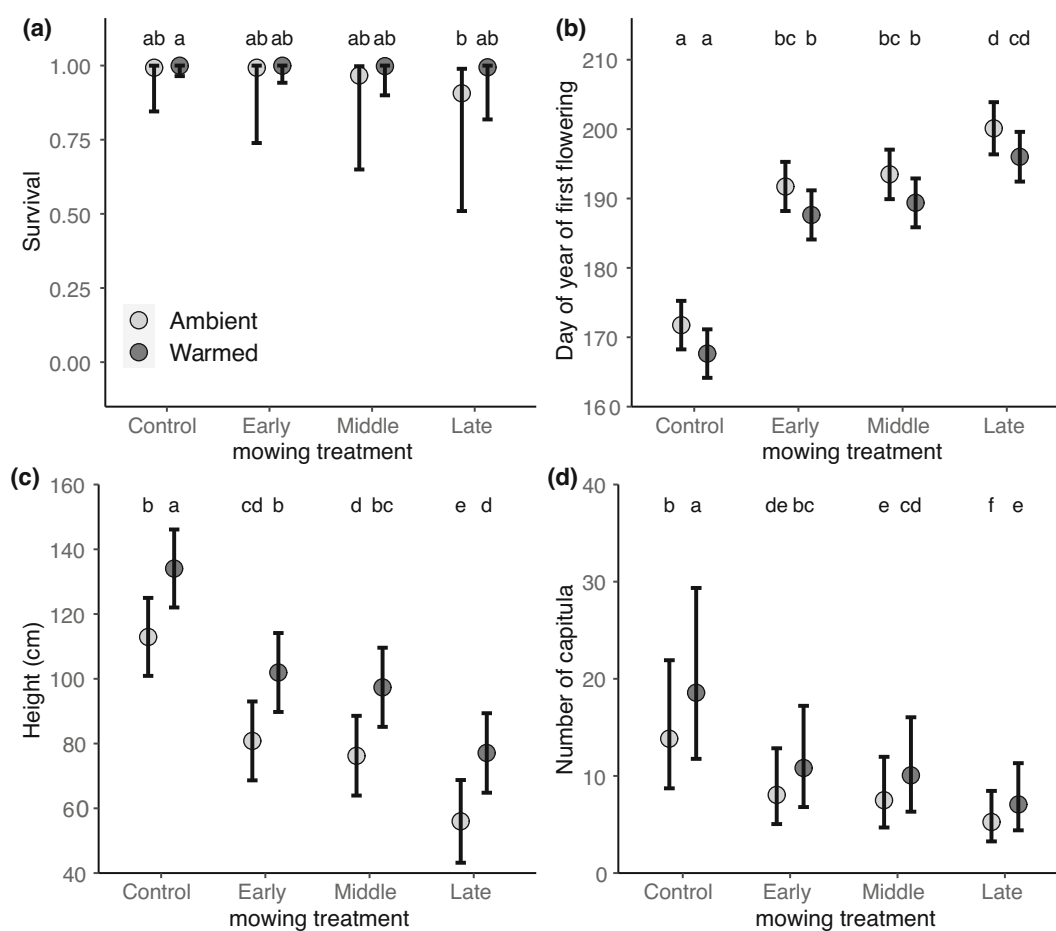 (a)
ab a ab ab ab ab b ab
1.00
0.75
0.50
0.25
0.00
Survival
Ambient
Warmed
Control Early Middle Late
mowing treatment
(b)
a a bc b bc b d cd
210
200
190
180
170
160
Day of year of first flowering
Control Early Middle Late
mowing treatment
(c)
160
b a cd b d bc e d
140
120
100
80
60
40
Height (cm)
Control Early Middle Late
mowing treatment
(d)
40
b a de bc e cd f e
30
20
10
0
Number of capitula
Control Early Middle Late
mowing treatment